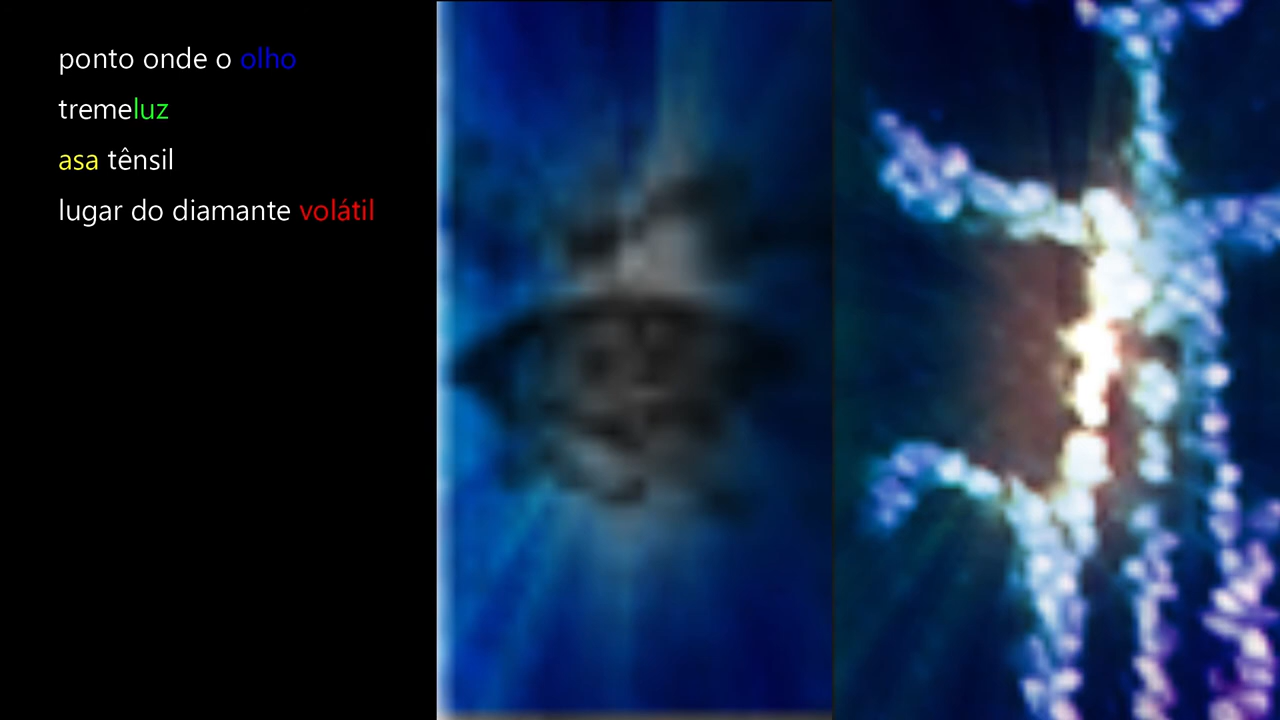 ponto onde o olho
tremeluz
asa tênsil
lugar do diamante volátil